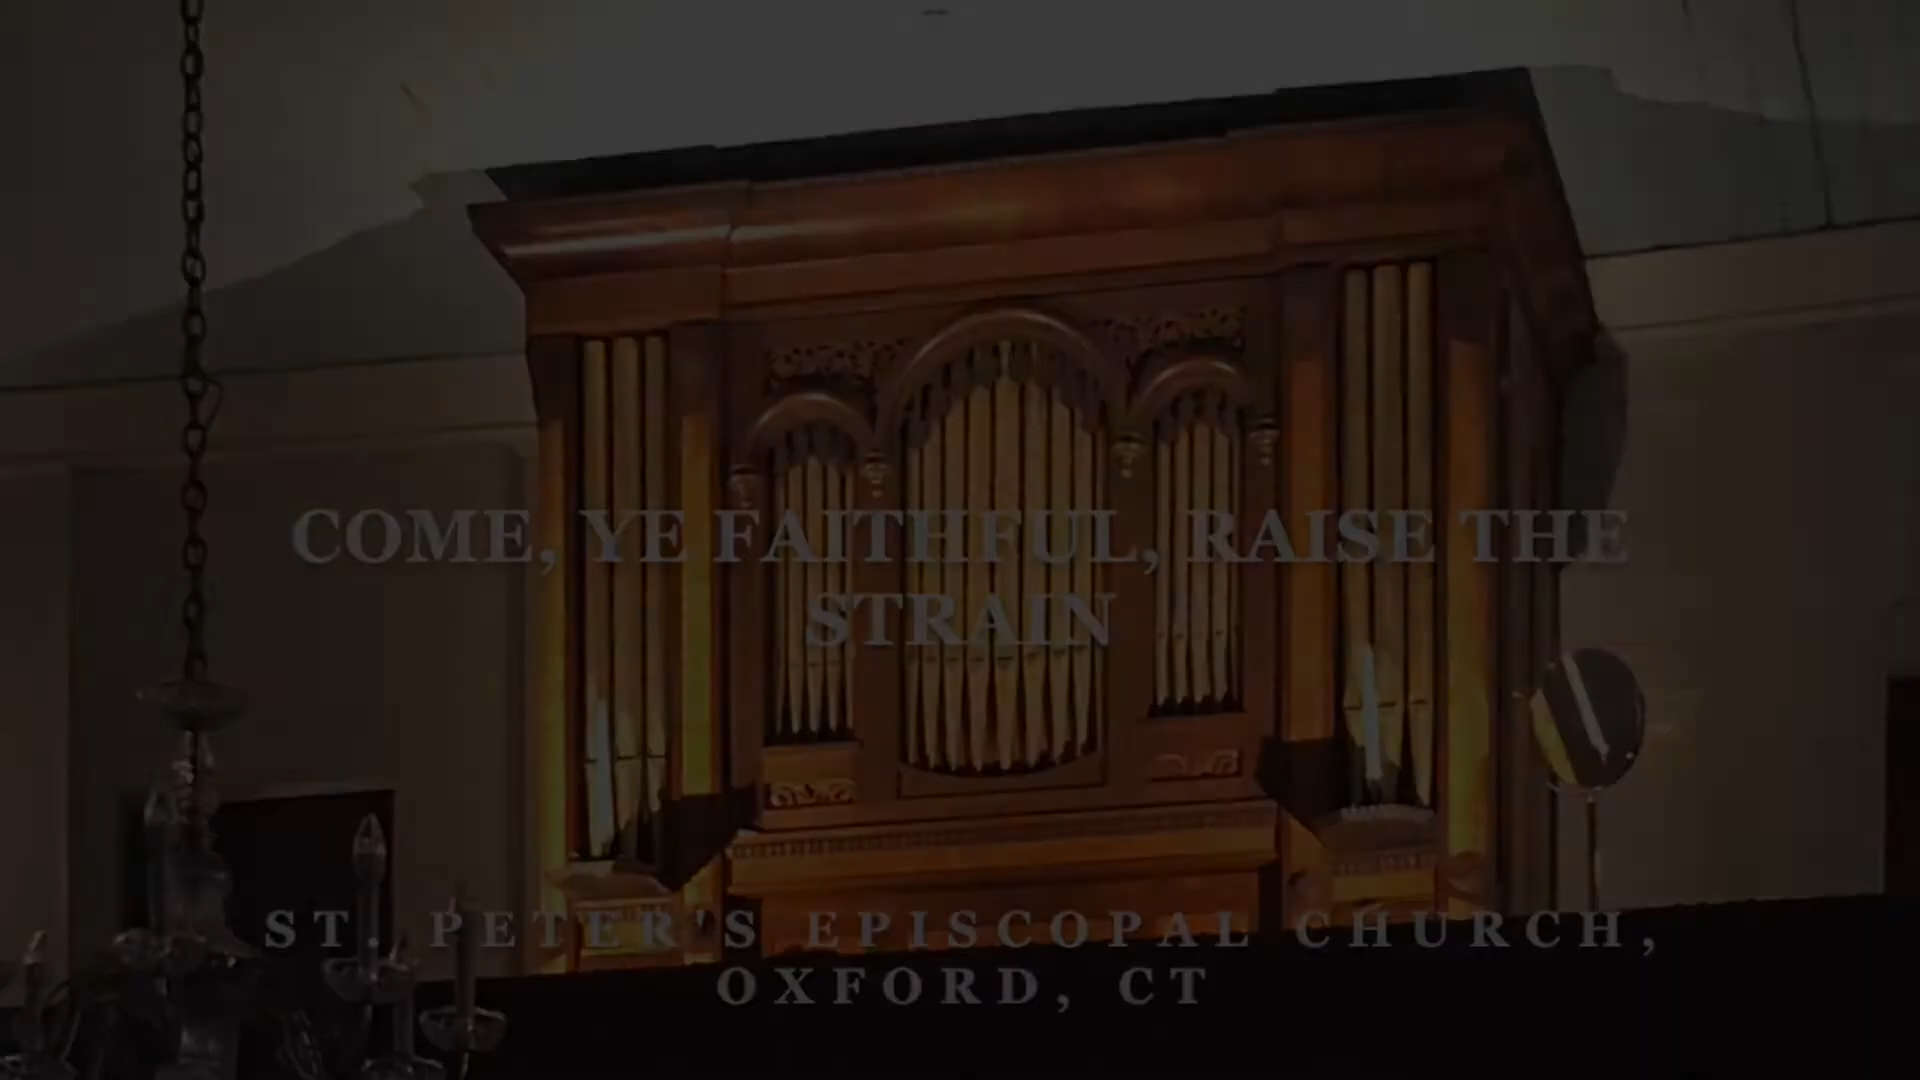 COME, YE FAITHFUL, RAISE THE
STRAIN
ST. PETER'S EPISCOPAL CHURCH,
OXFORD, CT